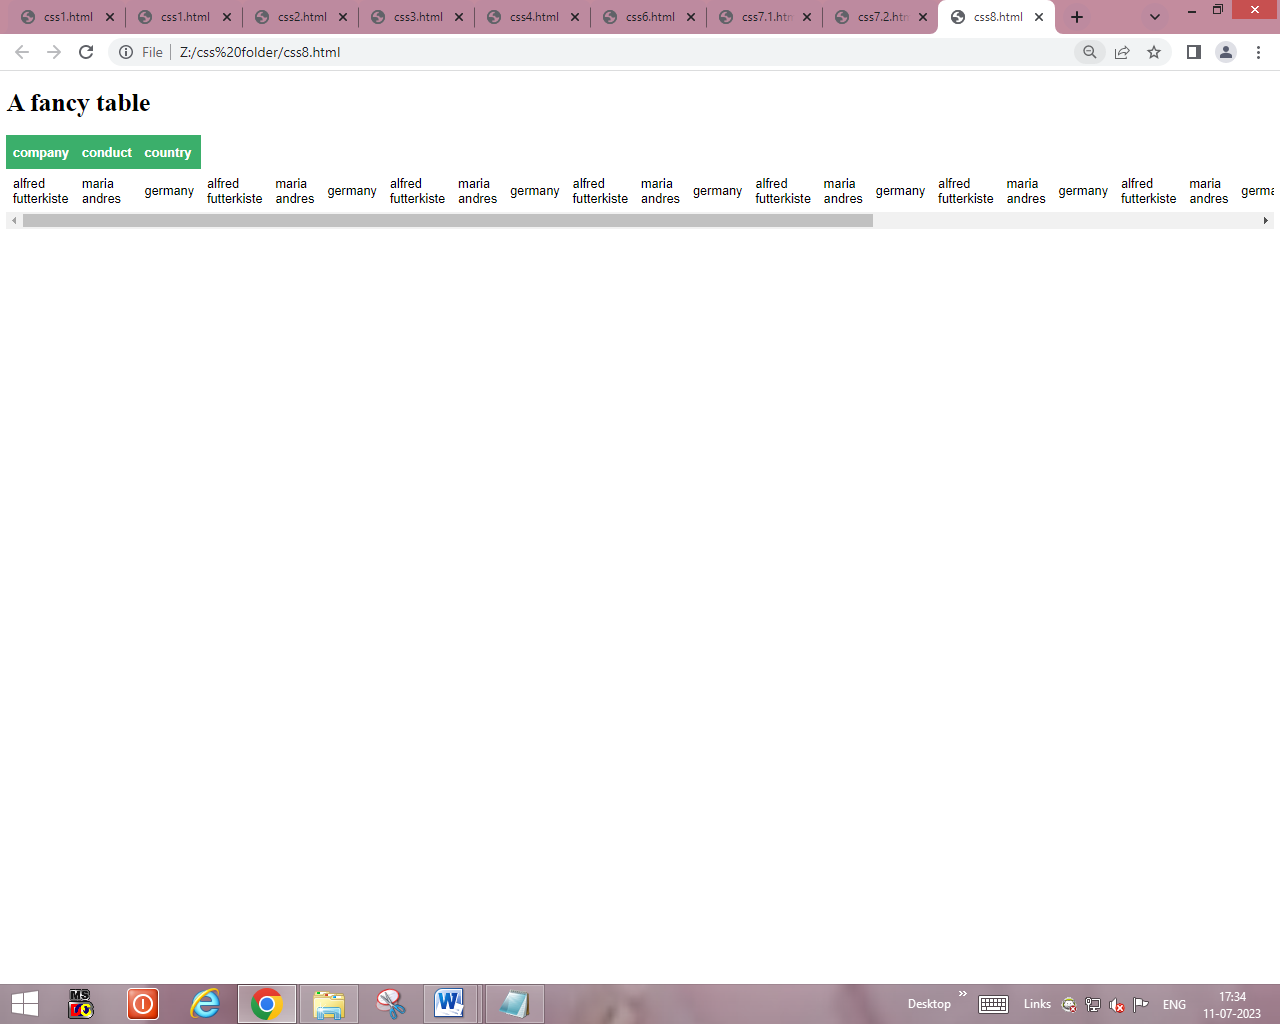 css1.html css1.html css2.html css3.html css4.html css6.html css7.1.htm css7.2.htm css8.html
File Z:/css%20folder/css8.html
A fancy table
company conduct country
alfred maria alfred maria alfred maria alfred maria alfred maria alfred maria alfred maria
germany germany germany germany germany germany germa
futterkiste andres futterkiste andres futterkiste andres futterkiste andres futterkiste andres futterkiste andres futterkiste andres
MS
Desktop » Links ENG 17:34
11-07-2023